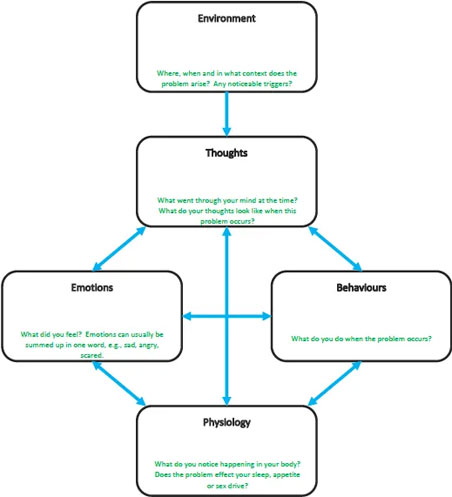 Environment
Where, when and in what context does the
problem arise? Any noticeable triggers?
Thoughts
What went through your mind at the time?
What do your thoughts look like when this
problem occurs?
Emotions
What did you feel? Emotions can usually be
summed up in one word, e.g., sad, angry,
scared.
Behaviours
What do you do when the problem occurs?
Physiology
What do you notice happening in your body?
Does the problem effect your sleep, appetite
or sex drive?